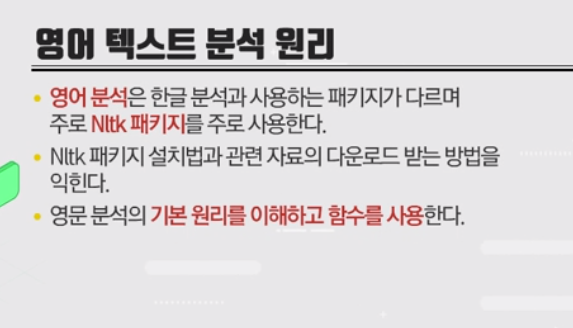 영어 텍스트 분석 원리
• 영어 분석은 한글 분석과 사용하는 패키지가 다르며
주로 Nltk 패키지를 주로 사용한다.
• Nltk 패키지 설치법과 관련 자료의 다운로드 받는 방법을
익힌다.
• 영문 분석의 기본 원리를 이해하고 함수를 사용한다.